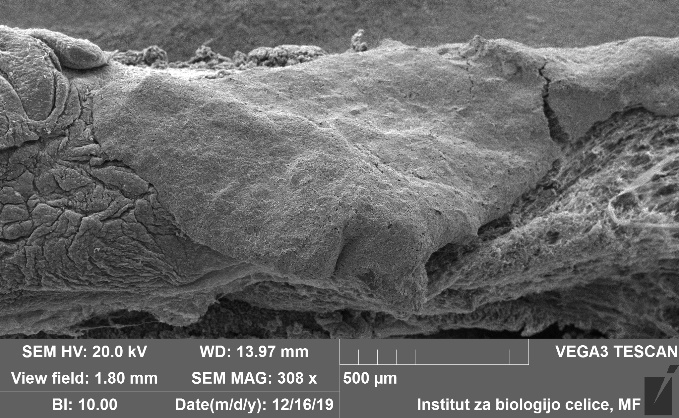 SEM HV: 20.0 kV WD: 13.97 mm VEGA3 TESCAN
View field: 1.80 mm SEM MAG: 308 x 500 µm
BI: 10.00 Date(m/d/y): 12/16/19 Institut za biologijo celice, MF